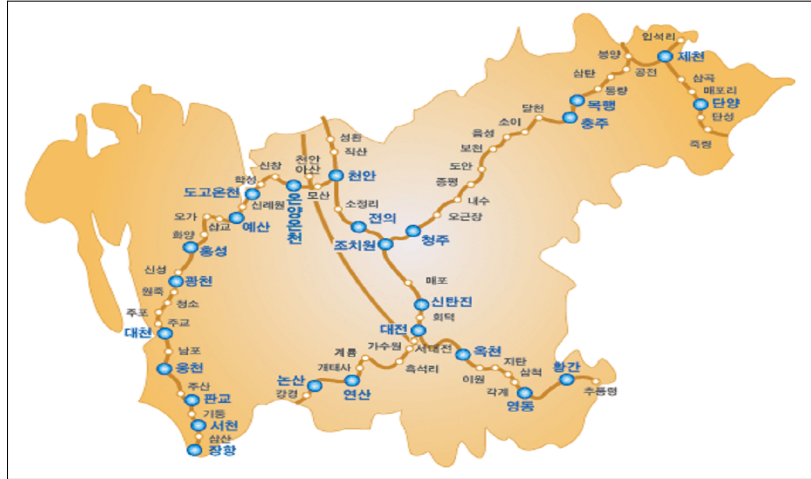 입석리
봉양
제천
공전
삼탄
동량
삼곡
매포리
단양
단성
죽령
목행
충주
달천
소이
음성
보천
도안
증평
내수
오근장
청주
성환
직산
천안
천안
아산
모산
신창
학성
도고온천
온양온천
신례원
예산
오가
삽교
화양
홍성
소정리
전의
조치원
신성
광천
원죽
청소
주포
주교
대천
남포
웅천
주산
판교
기동
서천
삼산
장항
매포
신탄진
회덕
대전
서대전
가수원
흑석리
계룡
개태사
연산
논산
강경
옥천
이원
지탄
삼척
각계
영동
황간
추풍령